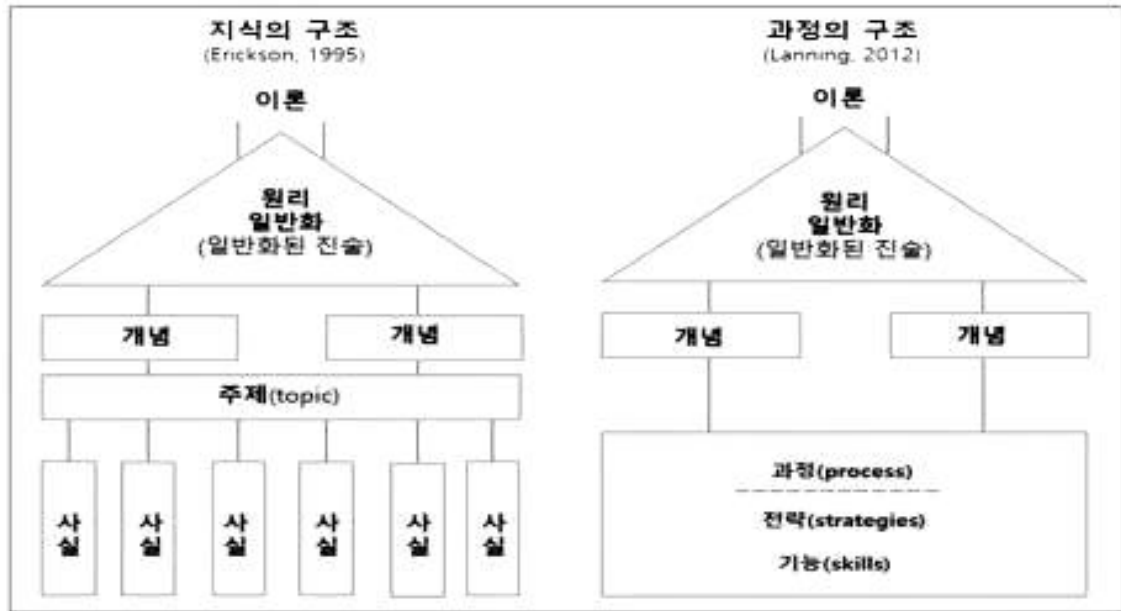 지식의 구조
(Erickson, 1995)
이론
원리
일반화
(일반화된 진술)
개념
개념
주제(topic)
사실
사실
사실
사실
사실
사실
과정의 구조
(Lanning, 2012)
이론
원리
일반화
(일반화된 진술)
개념
개념
과정(process)
전략(strategies)
기능(skills)